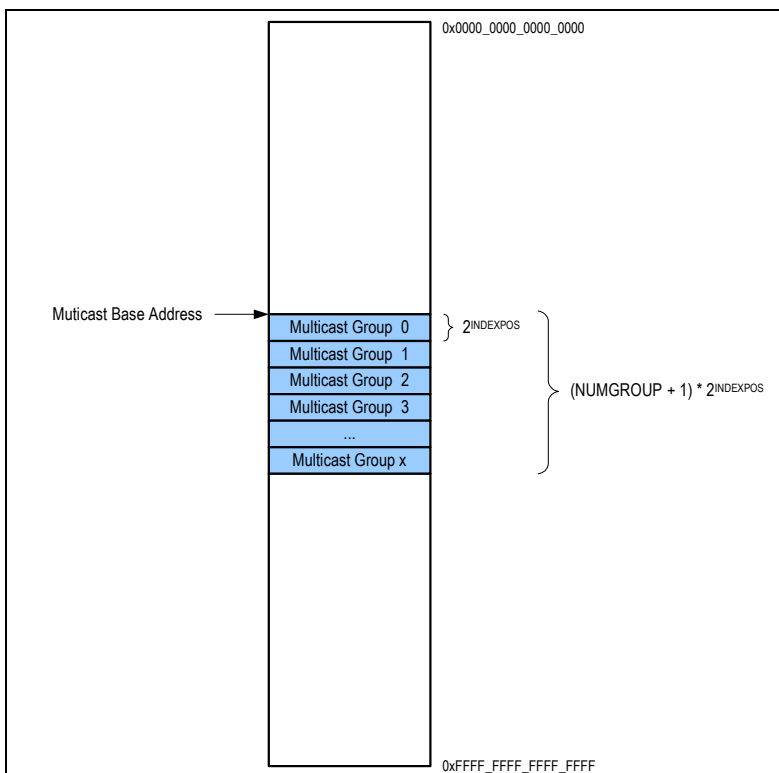 0x0000_0000_0000_0000
Muticast Base Address
Multicast Group 0
2INDEXPOS
Multicast Group 1
Multicast Group 2
Multicast Group 3
(NUMGROUP + 1) * 2INDEXPOS
...
Multicast Group x
0xFFFF_FFFF_FFFF_FFFF